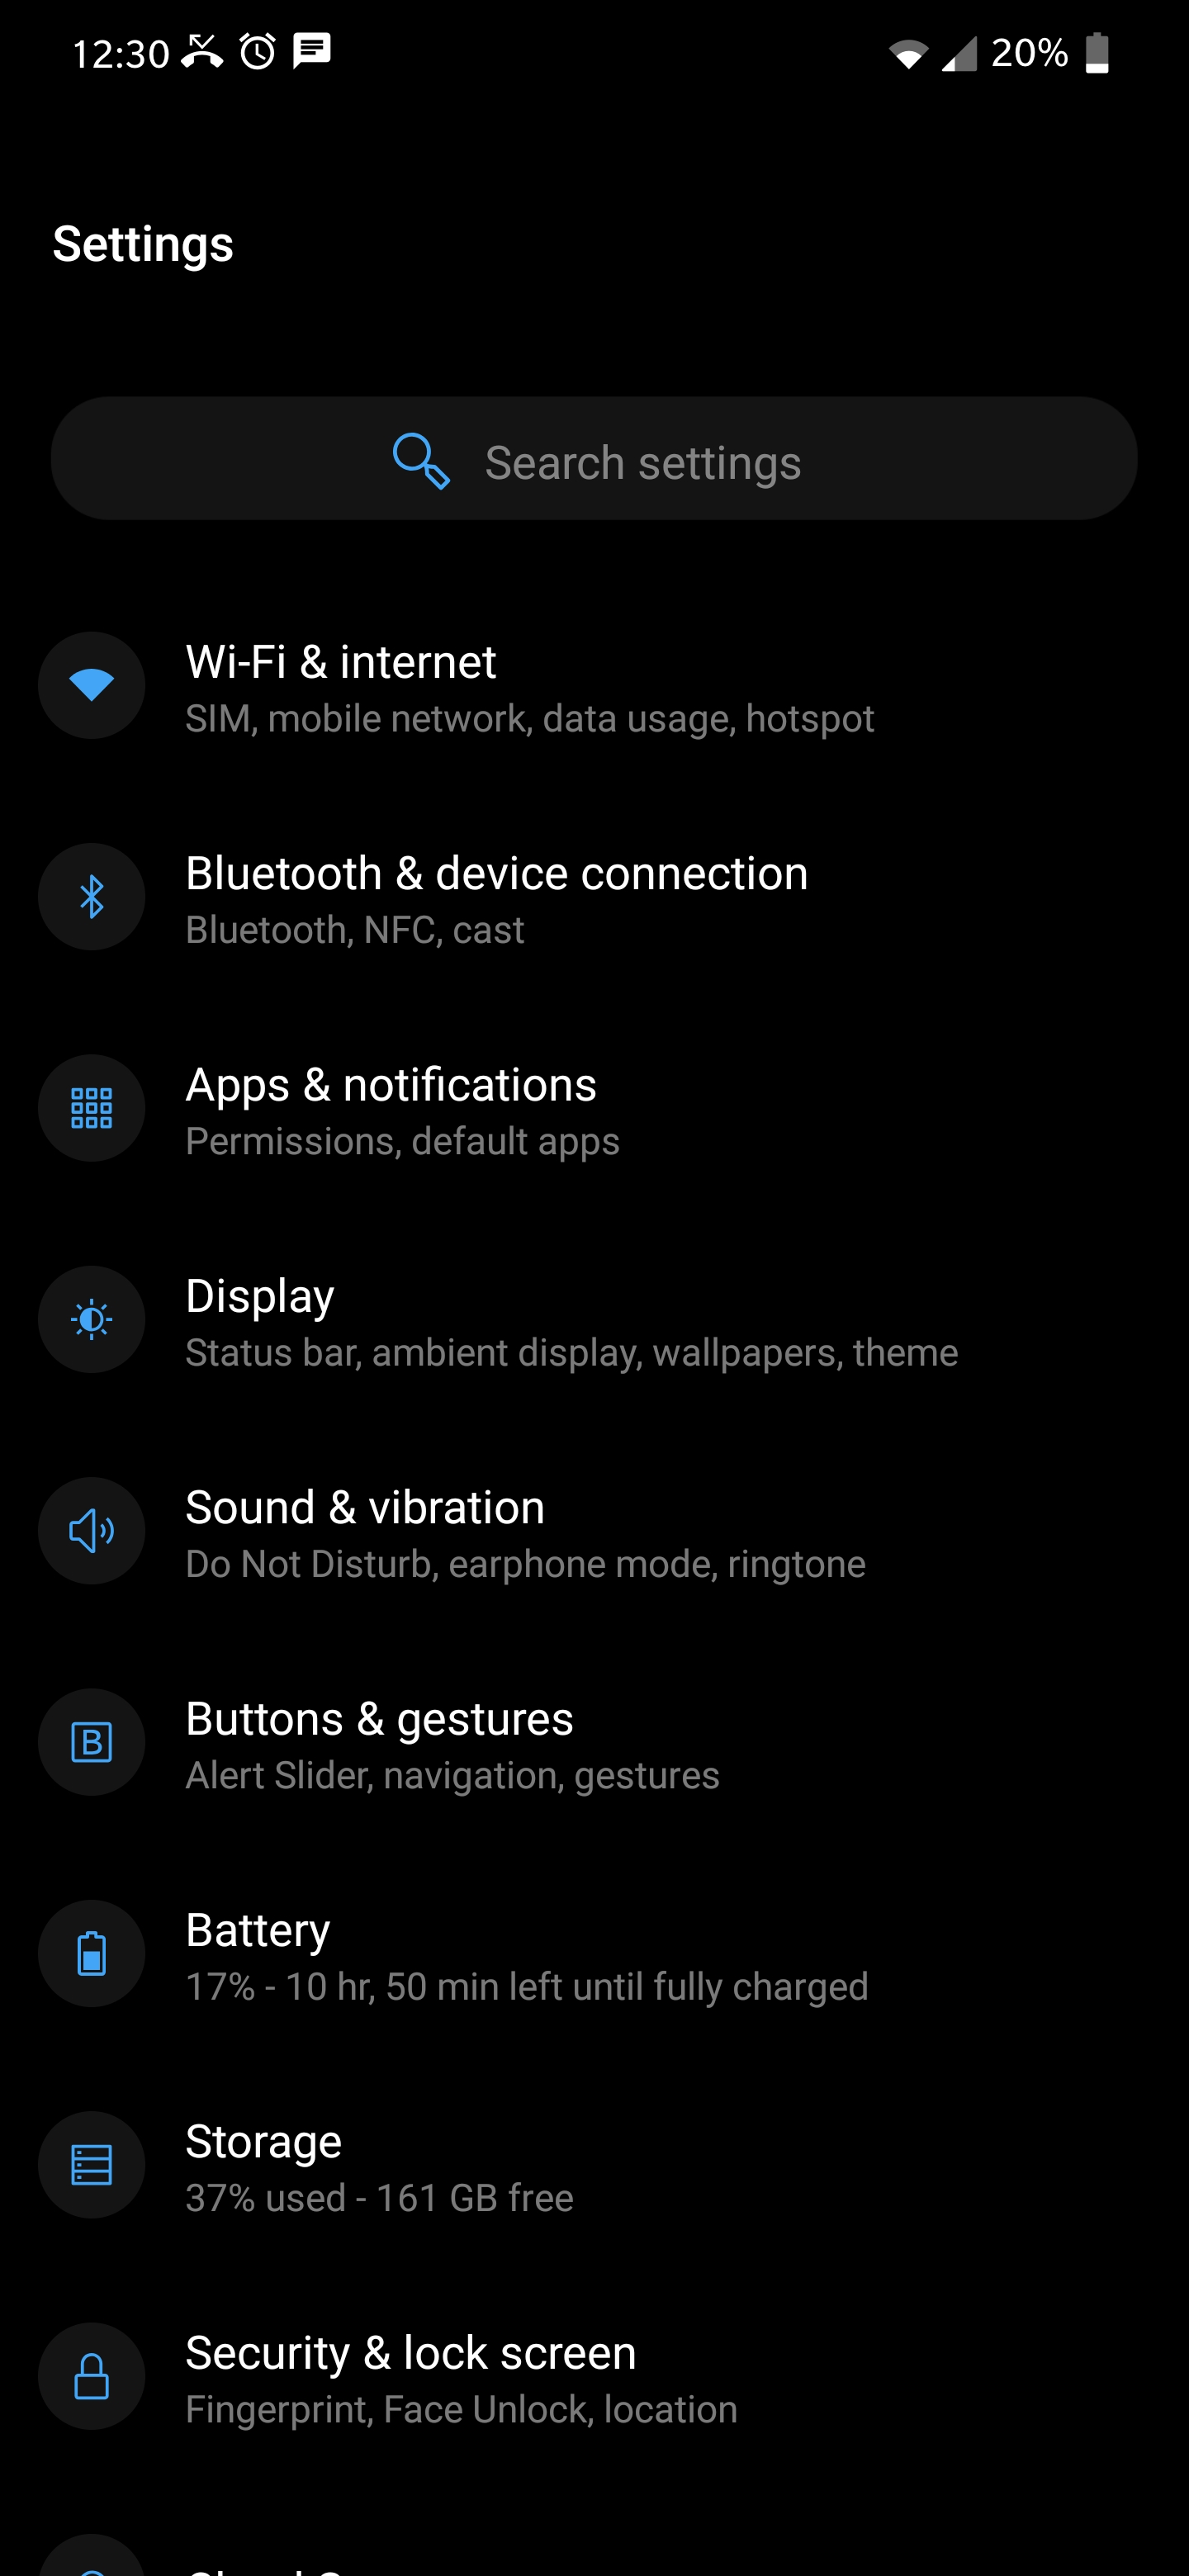 12:30 20%
Settings
Search settings
Wi-Fi & internet
SIM, mobile network, data usage, hotspot
Bluetooth & device connection
Bluetooth, NFC, cast
Apps & notifications
Permissions, default apps
Display
Status bar, ambient display, wallpapers, theme
Sound & vibration
Do Not Disturb, earphone mode, ringtone
B
Buttons & gestures
Alert Slider, navigation, gestures
Battery
17% - 10 hr, 50 min left until fully charged
Storage
37% used - 161 GB free
Security & lock screen
Fingerprint, Face Unlock, location